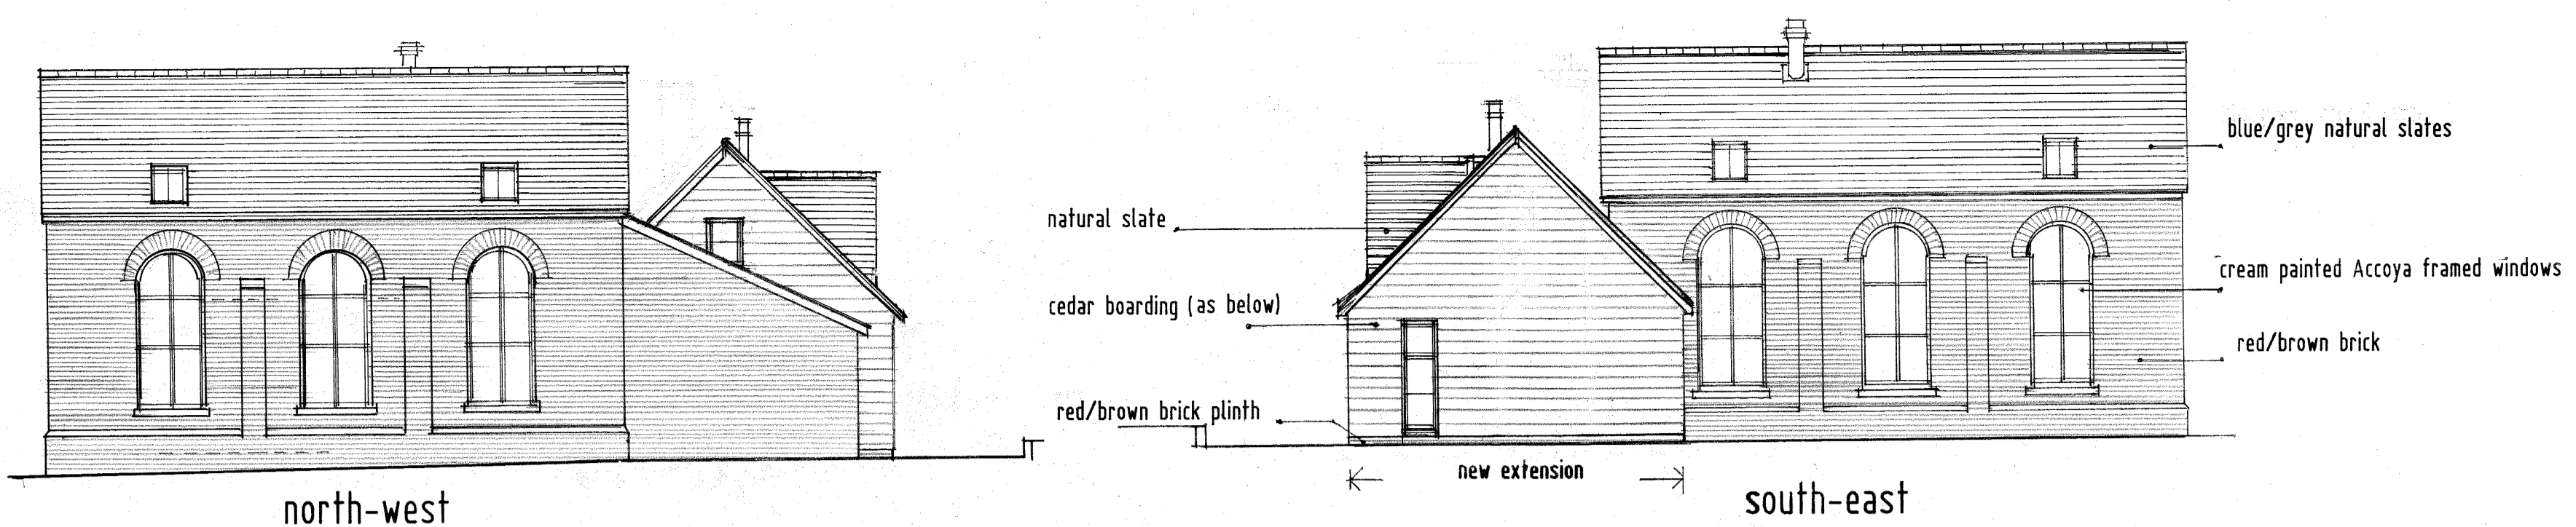 blue/grey natural slates
natural slate
cream painted Accoya framed windows
cedar boarding (as below)
red/brown brick
red/brown brick plinth
new extension
north-west
south-east